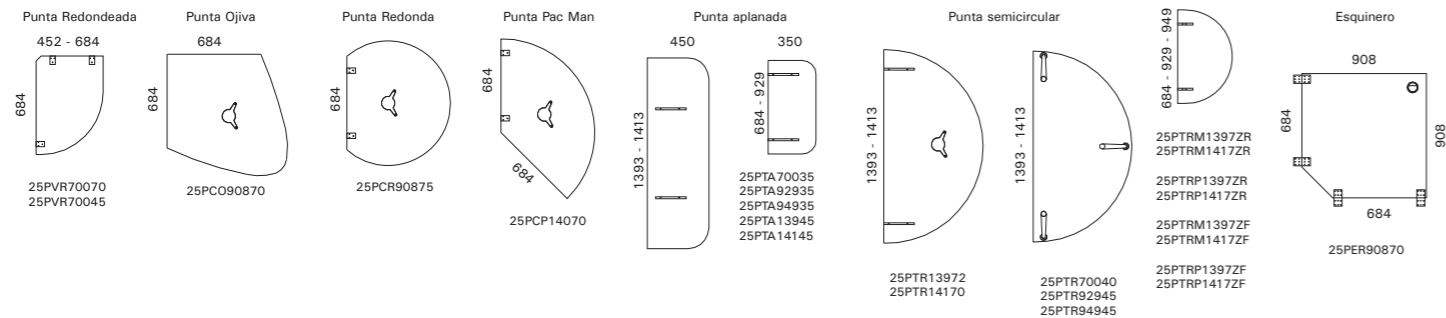 Punta Redondeada
452 - 684
684
25PVR70070
25PVR70045
Punta Ojiva
684
684
25PCO90870
Punta Redonda
684
25PCR90875
Punta Pac Man
684
684
25PCP14070
Punta aplanada
450
1393 - 1413
350
684 - 929
25PTA70035
25PTA92935
25PTA94935
25PTA13945
25PTA14145
Punta semicircular
1393 - 1413
25PTR13972
25PTR14170
1393 - 1413
25PTR70040
25PTR92945
25PTR94945
684 - 929 - 949
25PTRM1397ZR
25PTRM1417ZR
25PTRP1397ZR
25PTRP1417ZR
25PTRM1397ZF
25PTRM1417ZF
25PTRP1397ZF
25PTRP1417ZF
Esquinero
908
684
908
684
25PER90870